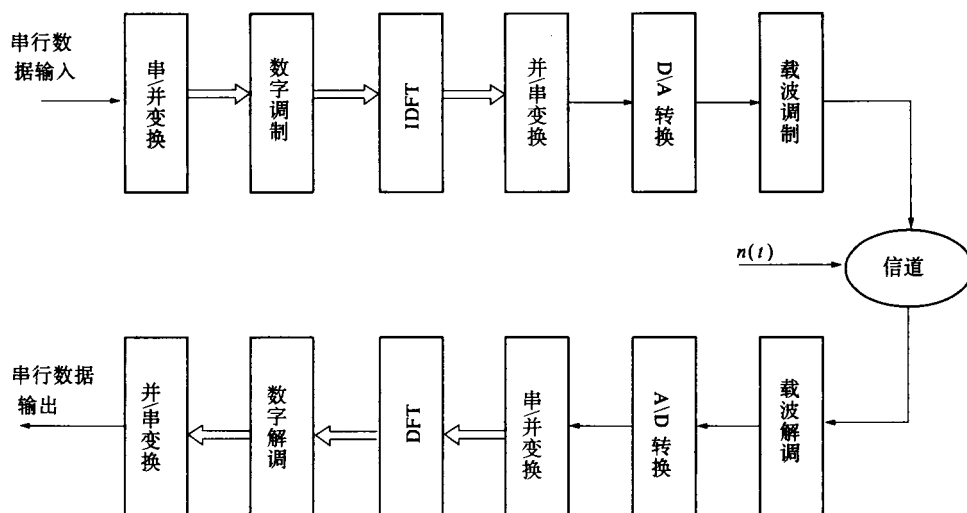 串行数
据输入
串\并变换
数字调制
IDFT
并\串变换
D\A 转换
载波调制
n(t)
信道
串行数据
输出
并\串变换
数字解调
DFT
串\并变换
A\D 转换
载波解调